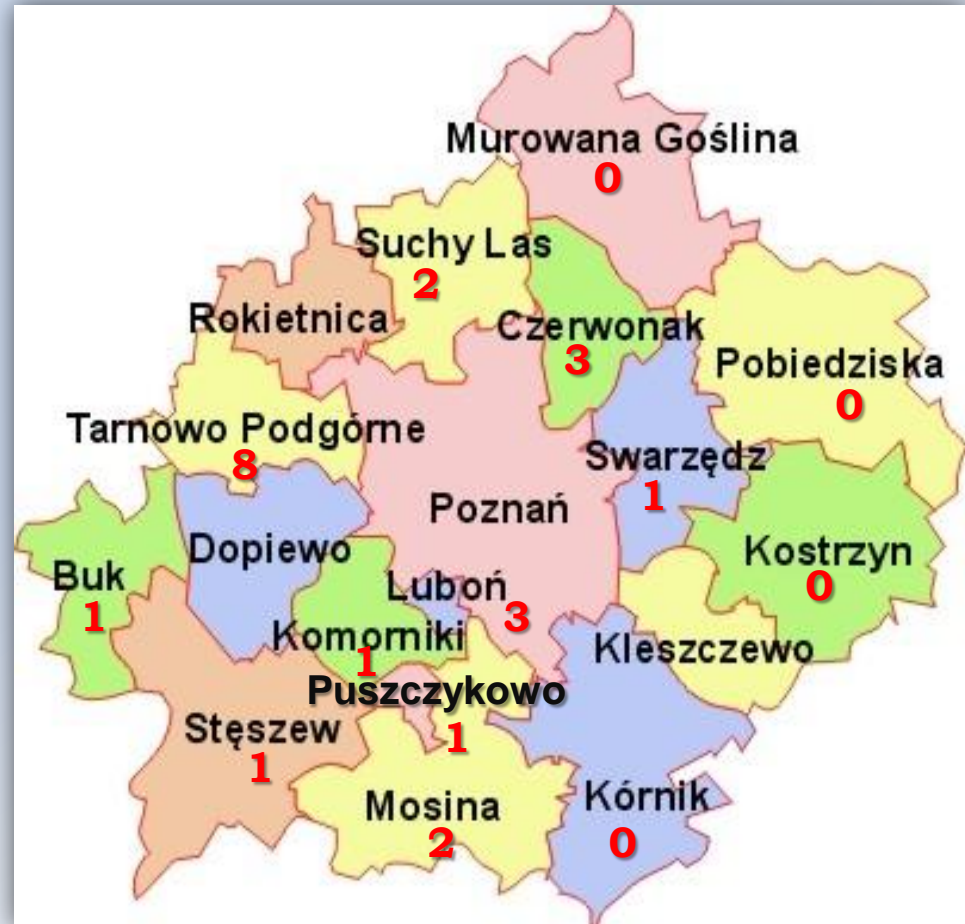 Murowana Goślina
0
Suchy Las
2
Rokietnica
Czerwonak
3
Pobiedziska
0
Tarnowo Podgórne
8
Swarzędz
1
Poznań
Dopiewo
Kostrzyn
0
Buk
1
Luboń
3
Komorniki
1
Kleszczewo
Puszczykowo
1
Stęszew
1
Mosina
2
Kórnik
0